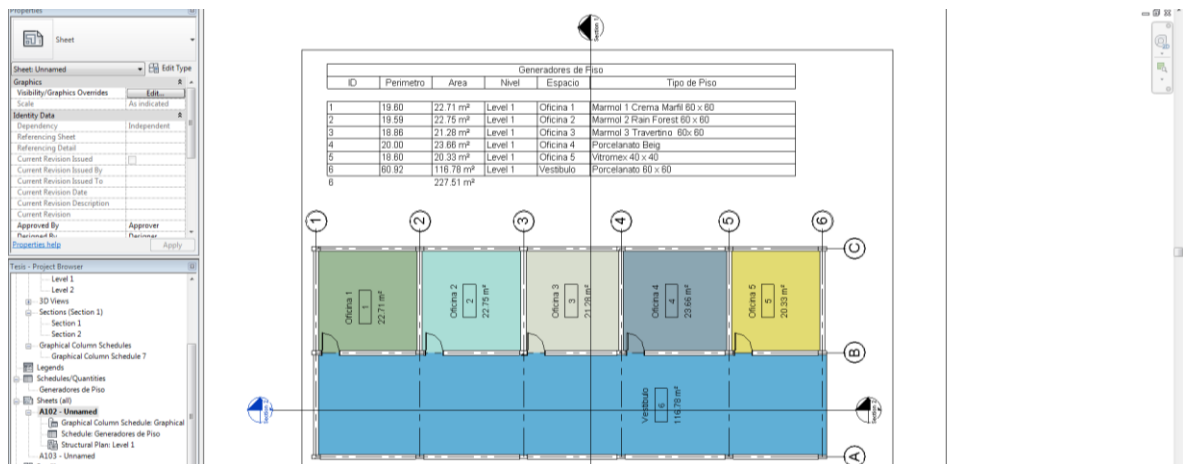 Properties
Sheet
Sheet: Unnamed Edit Type
Graphics
Visibility/Graphics Overrides Edit...
Scale As indicated
Identity Data
Dependency Independent
Referencing Sheet
Referencing Detail
Current Revision Issued
Current Revision Issued By
Current Revision Issued To
Current Revision Date
Current Revision Description
Current Revision
Approved By Approver
Designed By Designer
Properties help Apply
Tesis - Project Browser
Level 1
Level 2
3D Views
Sections (Section 1)
Section 1
Section 2
Graphical Column Schedules
Graphical Column Schedule 7
Legends
Schedules/Quantities
Generadores de Piso
Sheets (all)
A102 - Unnamed
Graphical Column Schedule: Graphical
Schedule: Generadores de Piso
Structural Plan: Level 1
A103 - Unnamed
Section 1
Generadores de Piso
ID Perimetro Area Nivel Espacio Tipo de Piso
1 19.60 22.71 m² Level 1 Oficina 1 Marmol 1 Crema Marfil 60 x 60
2 19.59 22.75 m² Level 1 Oficina 2 Marmol 2 Rain Forest 60 x 60
3 18.86 21.28 m² Level 1 Oficina 3 Marmol 3 Travertino 60x 60
4 20.00 23.66 m² Level 1 Oficina 4 Porcelanato Beig
5 18.60 20.33 m² Level 1 Oficina 5 Vitromex 40 x 40
6 60.92 116.78 m² Level 1 Vestibulo Porcelanato 60 x 60
6 227.51 m²
1 2 3 4 5 6
C
Oficina 1
1
22.71 m²
Oficina 2
2
22.75 m²
Oficina 3
3
21.28 m²
Oficina 4
4
23.66 m²
Oficina 5
5
20.33 m²
B
Vestibulo
6
116.78 m²
Section 2
Section 2
A